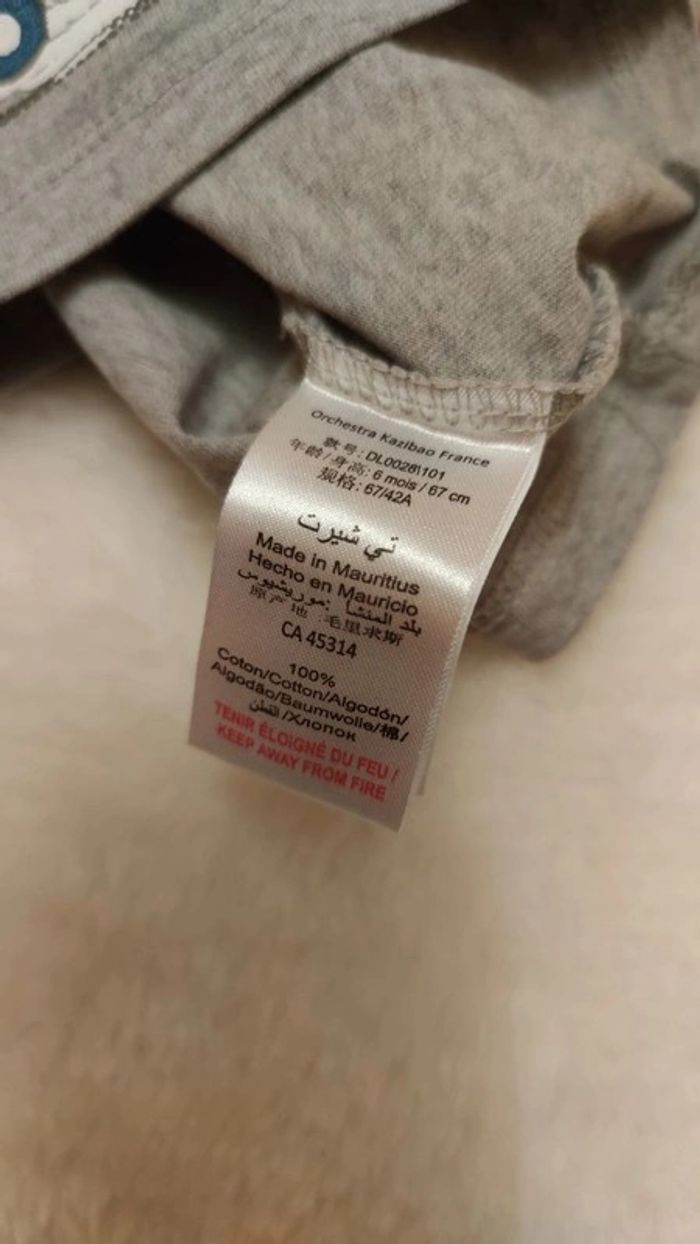 Orchestra Kazibao France
款号: DL0026\101
年龄/身高: 6 mois / 67 cm
规格: 67/42A
تي شيرت
Made in Mauritius
Hecho en Mauricio
بلد المنشأ :موريشيوس
原产地 :毛里求斯
CA 45314
100%
Coton/Cotton/Algodón/
Algodão/Baumwolle/棉/
القطن/Хлопок
TENIR ÉLOIGNÉ DU FEU /
KEEP AWAY FROM FIRE